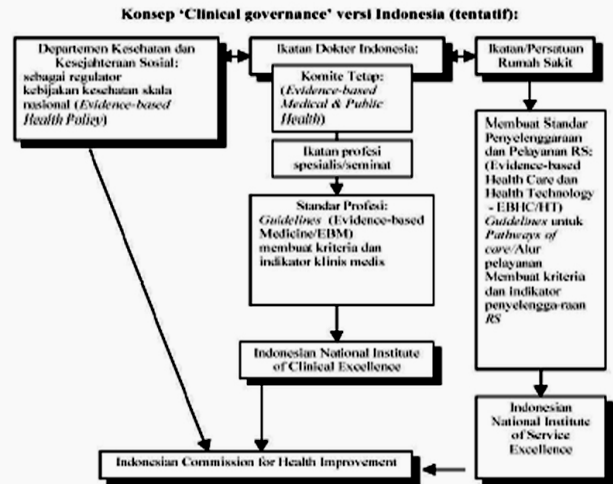 Konsep ‘Clinical governance’ versi Indonesia (tentatif):
Departemen Kesehatan dan
Kesejahteraan Sosial:
sebagai regulator
kebijakan kesehatan skala
nasional (Evidence-based
Health Policy)
Ikatan Dokter Indonesia:
Komite Tetap:
(Evidence-based
Medical & Public
Health)
Ikatan profesi
spesialis/seminat
Standar Profesi:
Guidelines (Evidence-based
Medicine/EBM)
membuat kriteria dan
indikator klinis medis
Indonesian National Institute
of Clinical Excellence
Ikatan/Persatuan
Rumah Sakit
Membuat Standar
Penyelenggaraan
dan Pelayanan RS:
(Evidence-based
Health Care dan
Health Technology
- EBHC/HT)
Guidelines untuk
Pathways of
care/Alur
pelayanan
Membuat kriteria
dan indikator
penyelengga-raan
RS
Indonesian
National Institute
of Service
Excellence
Indonesian Commission for Health Improvement